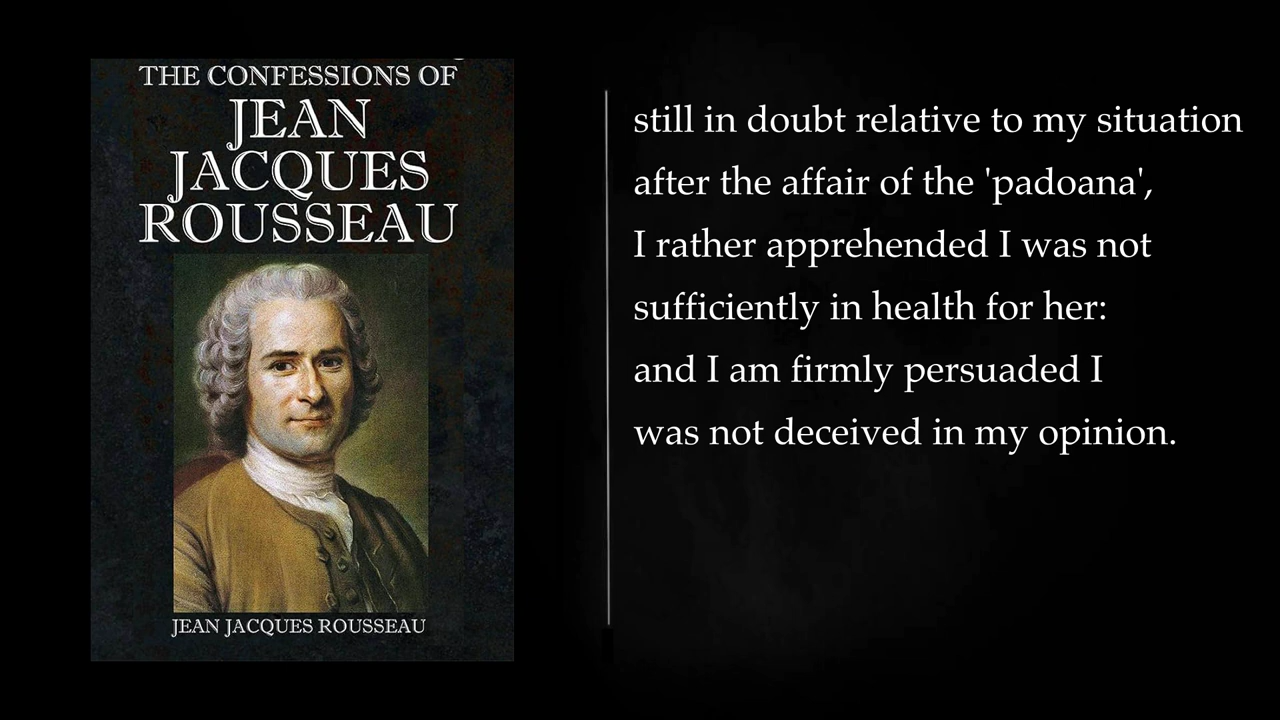 THE CONFESSIONS OF
JEAN
JACQUES
ROUSSEAU
JEAN JACQUES ROUSSEAU
still in doubt relative to my situation
after the affair of the 'padoana',
I rather apprehended I was not
sufficiently in health for her:
and I am firmly persuaded I
was not deceived in my opinion.